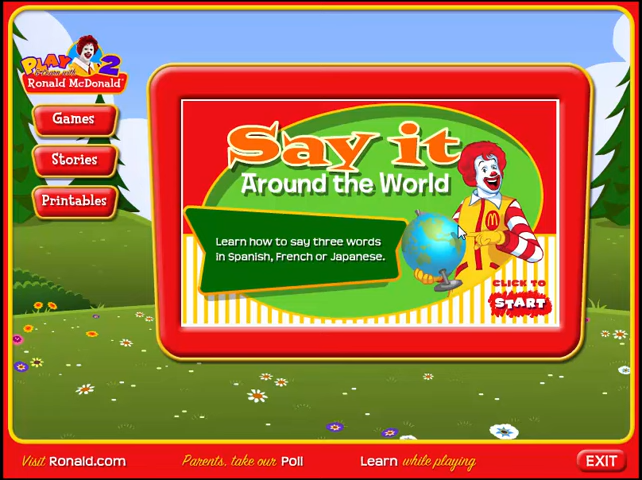 PLAY 2
Ronald McDonald™
Games
Stories
Printables
Say it
Around the World
Learn how to say three words
in Spanish, French or Japanese.
CLICK TO
START
Visit Ronald.com
Parents, take our Poll
Learn while playing
EXIT